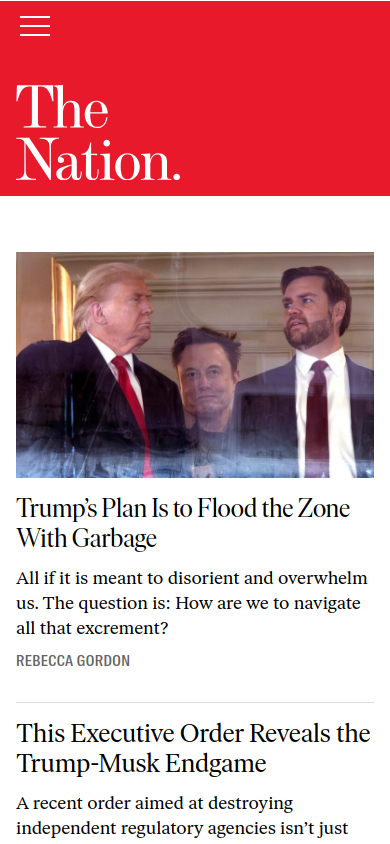 The
Nation.
Trump’s Plan Is to Flood the Zone
With Garbage
All if it is meant to disorient and overwhelm
us. The question is: How are we to navigate
all that excrement?
REBECCA GORDON
This Executive Order Reveals the
Trump-Musk Endgame
A recent order aimed at destroying
independent regulatory agencies isn’t just